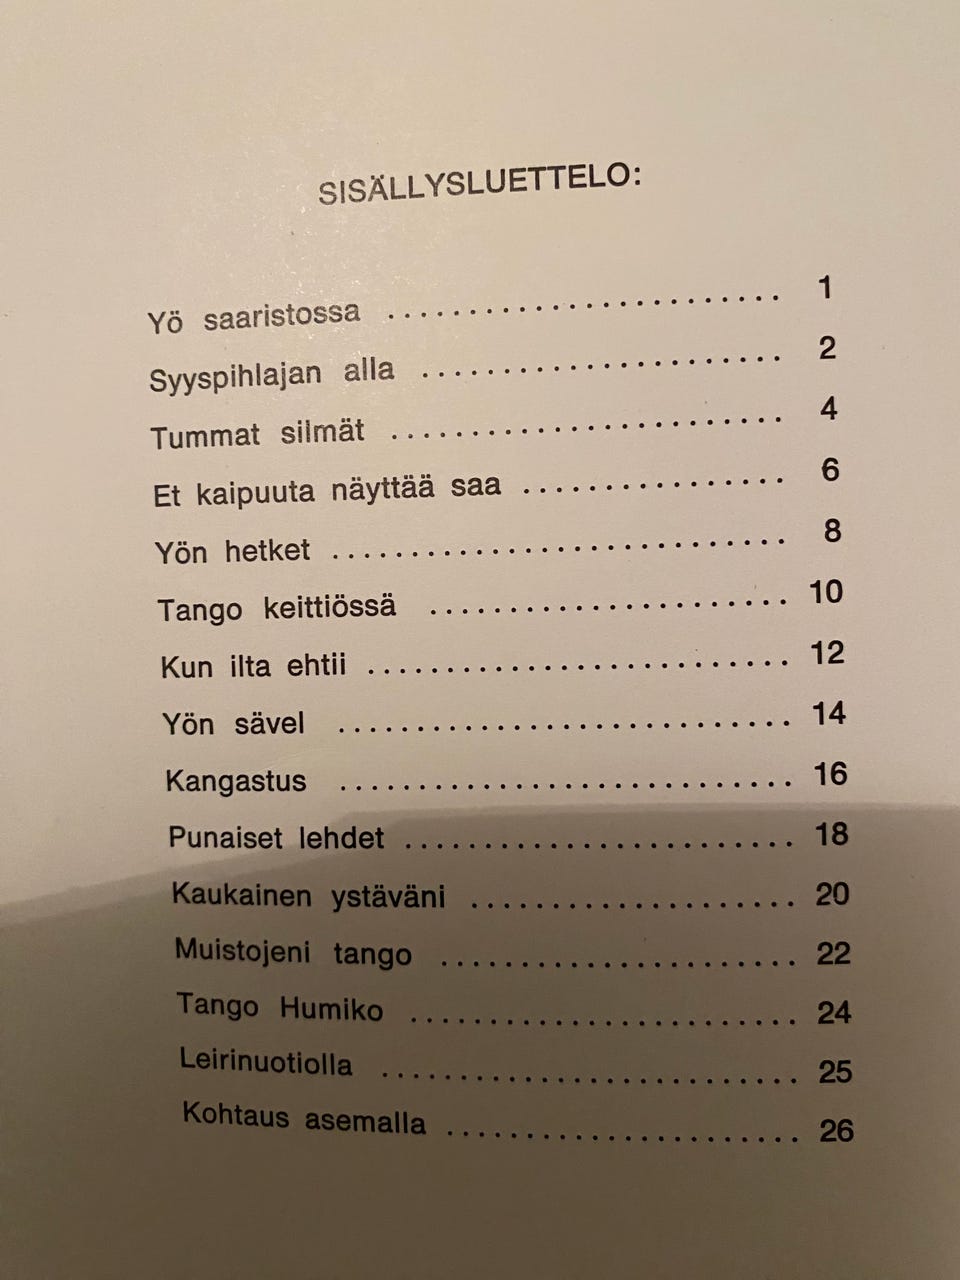 SISÄLLYSLUETTELO:
Yö saaristossa ........................ 1
Syyspihlajan alla ...................... 2
Tummat silmät ........................ 4
Et kaipuuta näyttää saa ................ 6
Yön hetket ............................ 8
Tango keittiössä ...................... 10
Kun ilta ehtii .......................... 12
Yön sävel ............................ 14
Kangastus ............................ 16
Punaiset lehdet ........................ 18
Kaukainen ystäväni .................... 20
Muistojeni tango ...................... 22
Tango Humiko ........................ 24
Leirinuotiolla .......................... 25
Kohtaus asemalla ...................... 26